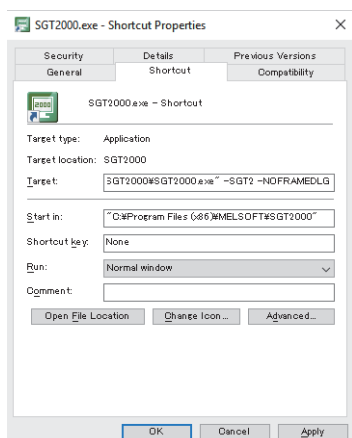 SGT2000.exe - Shortcut Properties
Security Details Previous Versions
General Shortcut Compatibility
2000
SGT2000.exe - Shortcut
Target type: Application
Target location: SGT2000
Target: SGT2000¥SGT2000.exe" -SGT2 -NOFRAMEDLG
Start in: "C:¥Program Files (x86)¥MELSOFT¥SGT2000"
Shortcut key: None
Run: Normal window
Comment:
Open File Location Change Icon... Advanced...
OK Cancel Apply